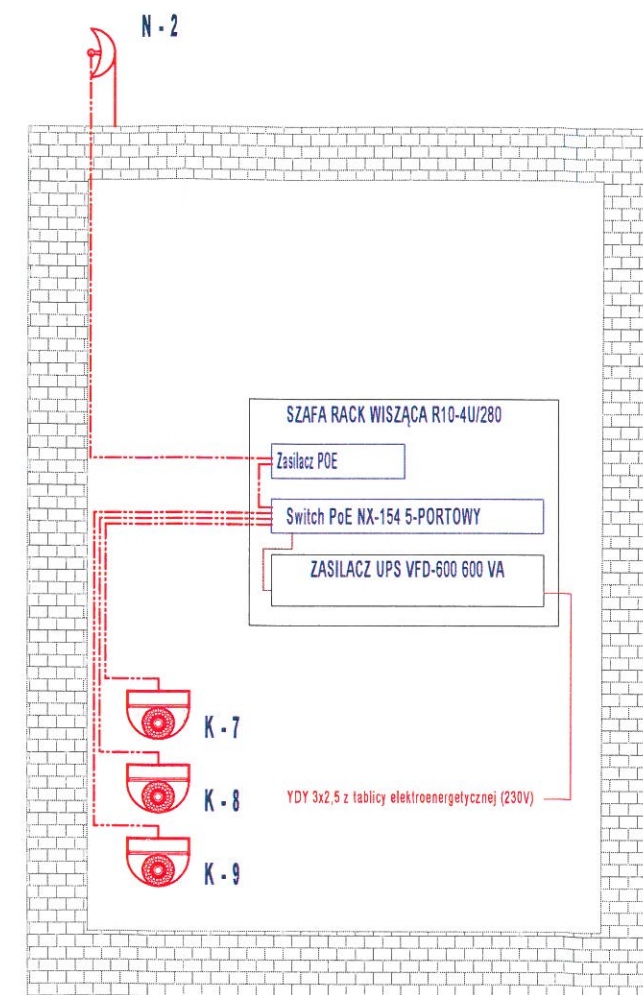 N - 2
SZAFA RACK WISZĄCA R10-4U/280
Zasilacz POE
Switch PoE NX-154 5-PORTOWY
ZASILACZ UPS VFD-600 600 VA
K - 7
K - 8
YDY 3x2,5 z tablicy elektroenergetycznej (230V)
K - 9